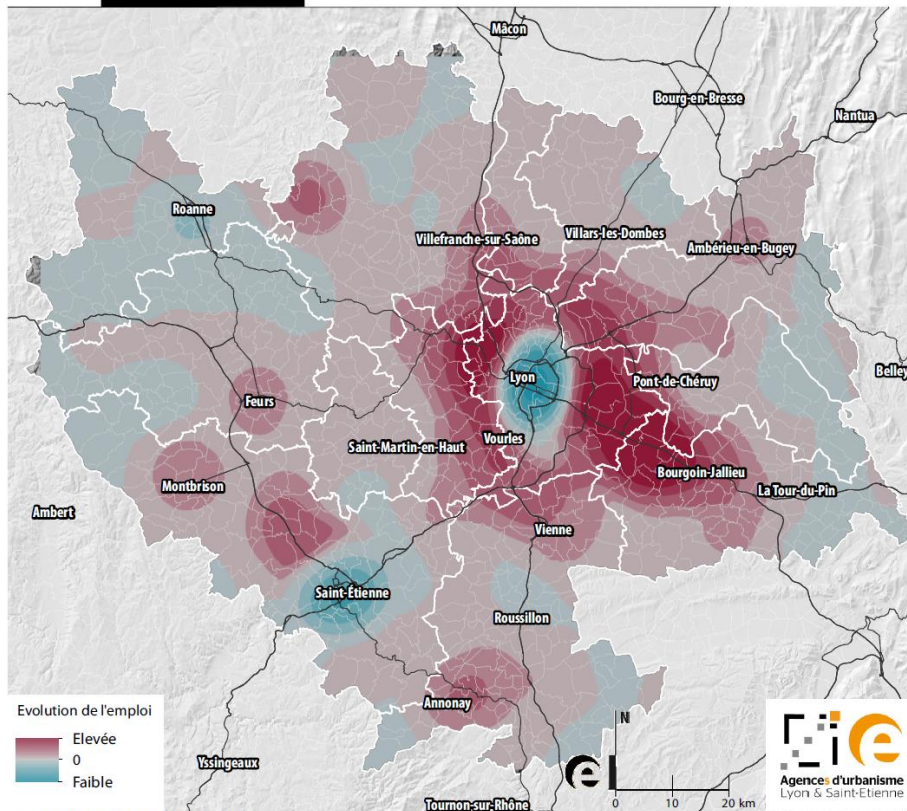 Mâcon
Bourg-en-Bresse
Nantua
Roanne
Villefranche-sur-Saône
Villars-les-Dombes
Ambérieu-en-Bugey
Belley
Lyon
Pont-de-Chéruy
Feurs
Saint-Martin-en-Haut
Vourles
Bourgoin-Jallieu
Montbrison
La Tour-du-Pin
Ambert
Vienne
Saint-Étienne
Roussillon
Annonay
Yssingeaux
Tournon-sur-Rhône
Evolution de l'emploi
Elevée
0
Faible
N
0 10 20 km
e
Agences d'urbanisme
Lyon & Saint-Etienne